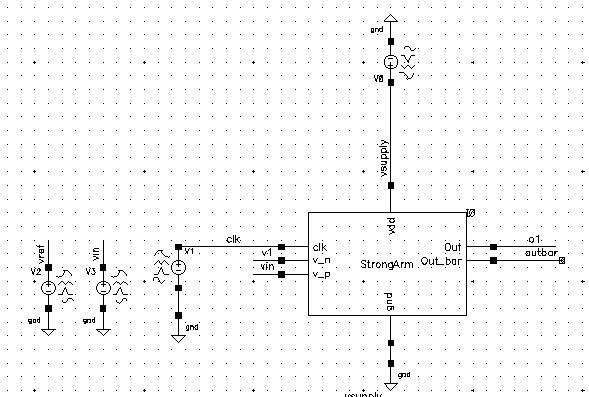 gnd
V0
vsupply
I0
vdd
clk
v1
vin
clk
v_n
v_p
StrongArm
Out
Out_bar
o1
outbar
gnd
gnd
vref
V2
gnd
vin
V3
gnd
V1
gnd
vsupply